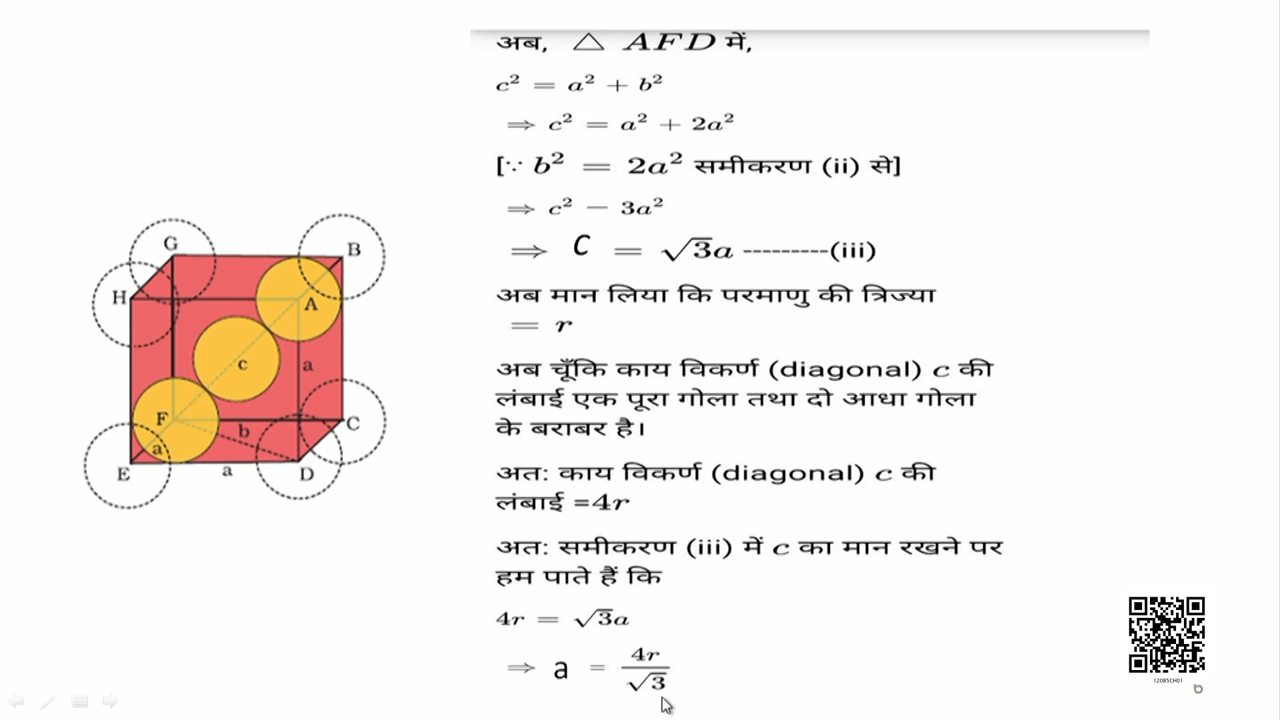 अब, △ AFD में,
c² = a² + b²
⇒ c² = a² + 2a²
[∵ b² = 2a² समीकरण (ii) से]
⇒ c² − 3a²
⇒ C = √3a ---------(iii)
अब मान लिया कि परमाणु की त्रिज्या
= r
अब चूँकि काय विकर्ण (diagonal) c की
लंबाई एक पूरा गोला तथा दो आधा गोला
के बराबर है।
अत: काय विकर्ण (diagonal) c की
लंबाई =4r
अत: समीकरण (iii) में c का मान रखने पर
हम पाते हैं कि
4r = √3a
⇒ a = 4r/√3
G
B
H
A
c
a
F
b
C
a
E
a
D
12085CH01
6